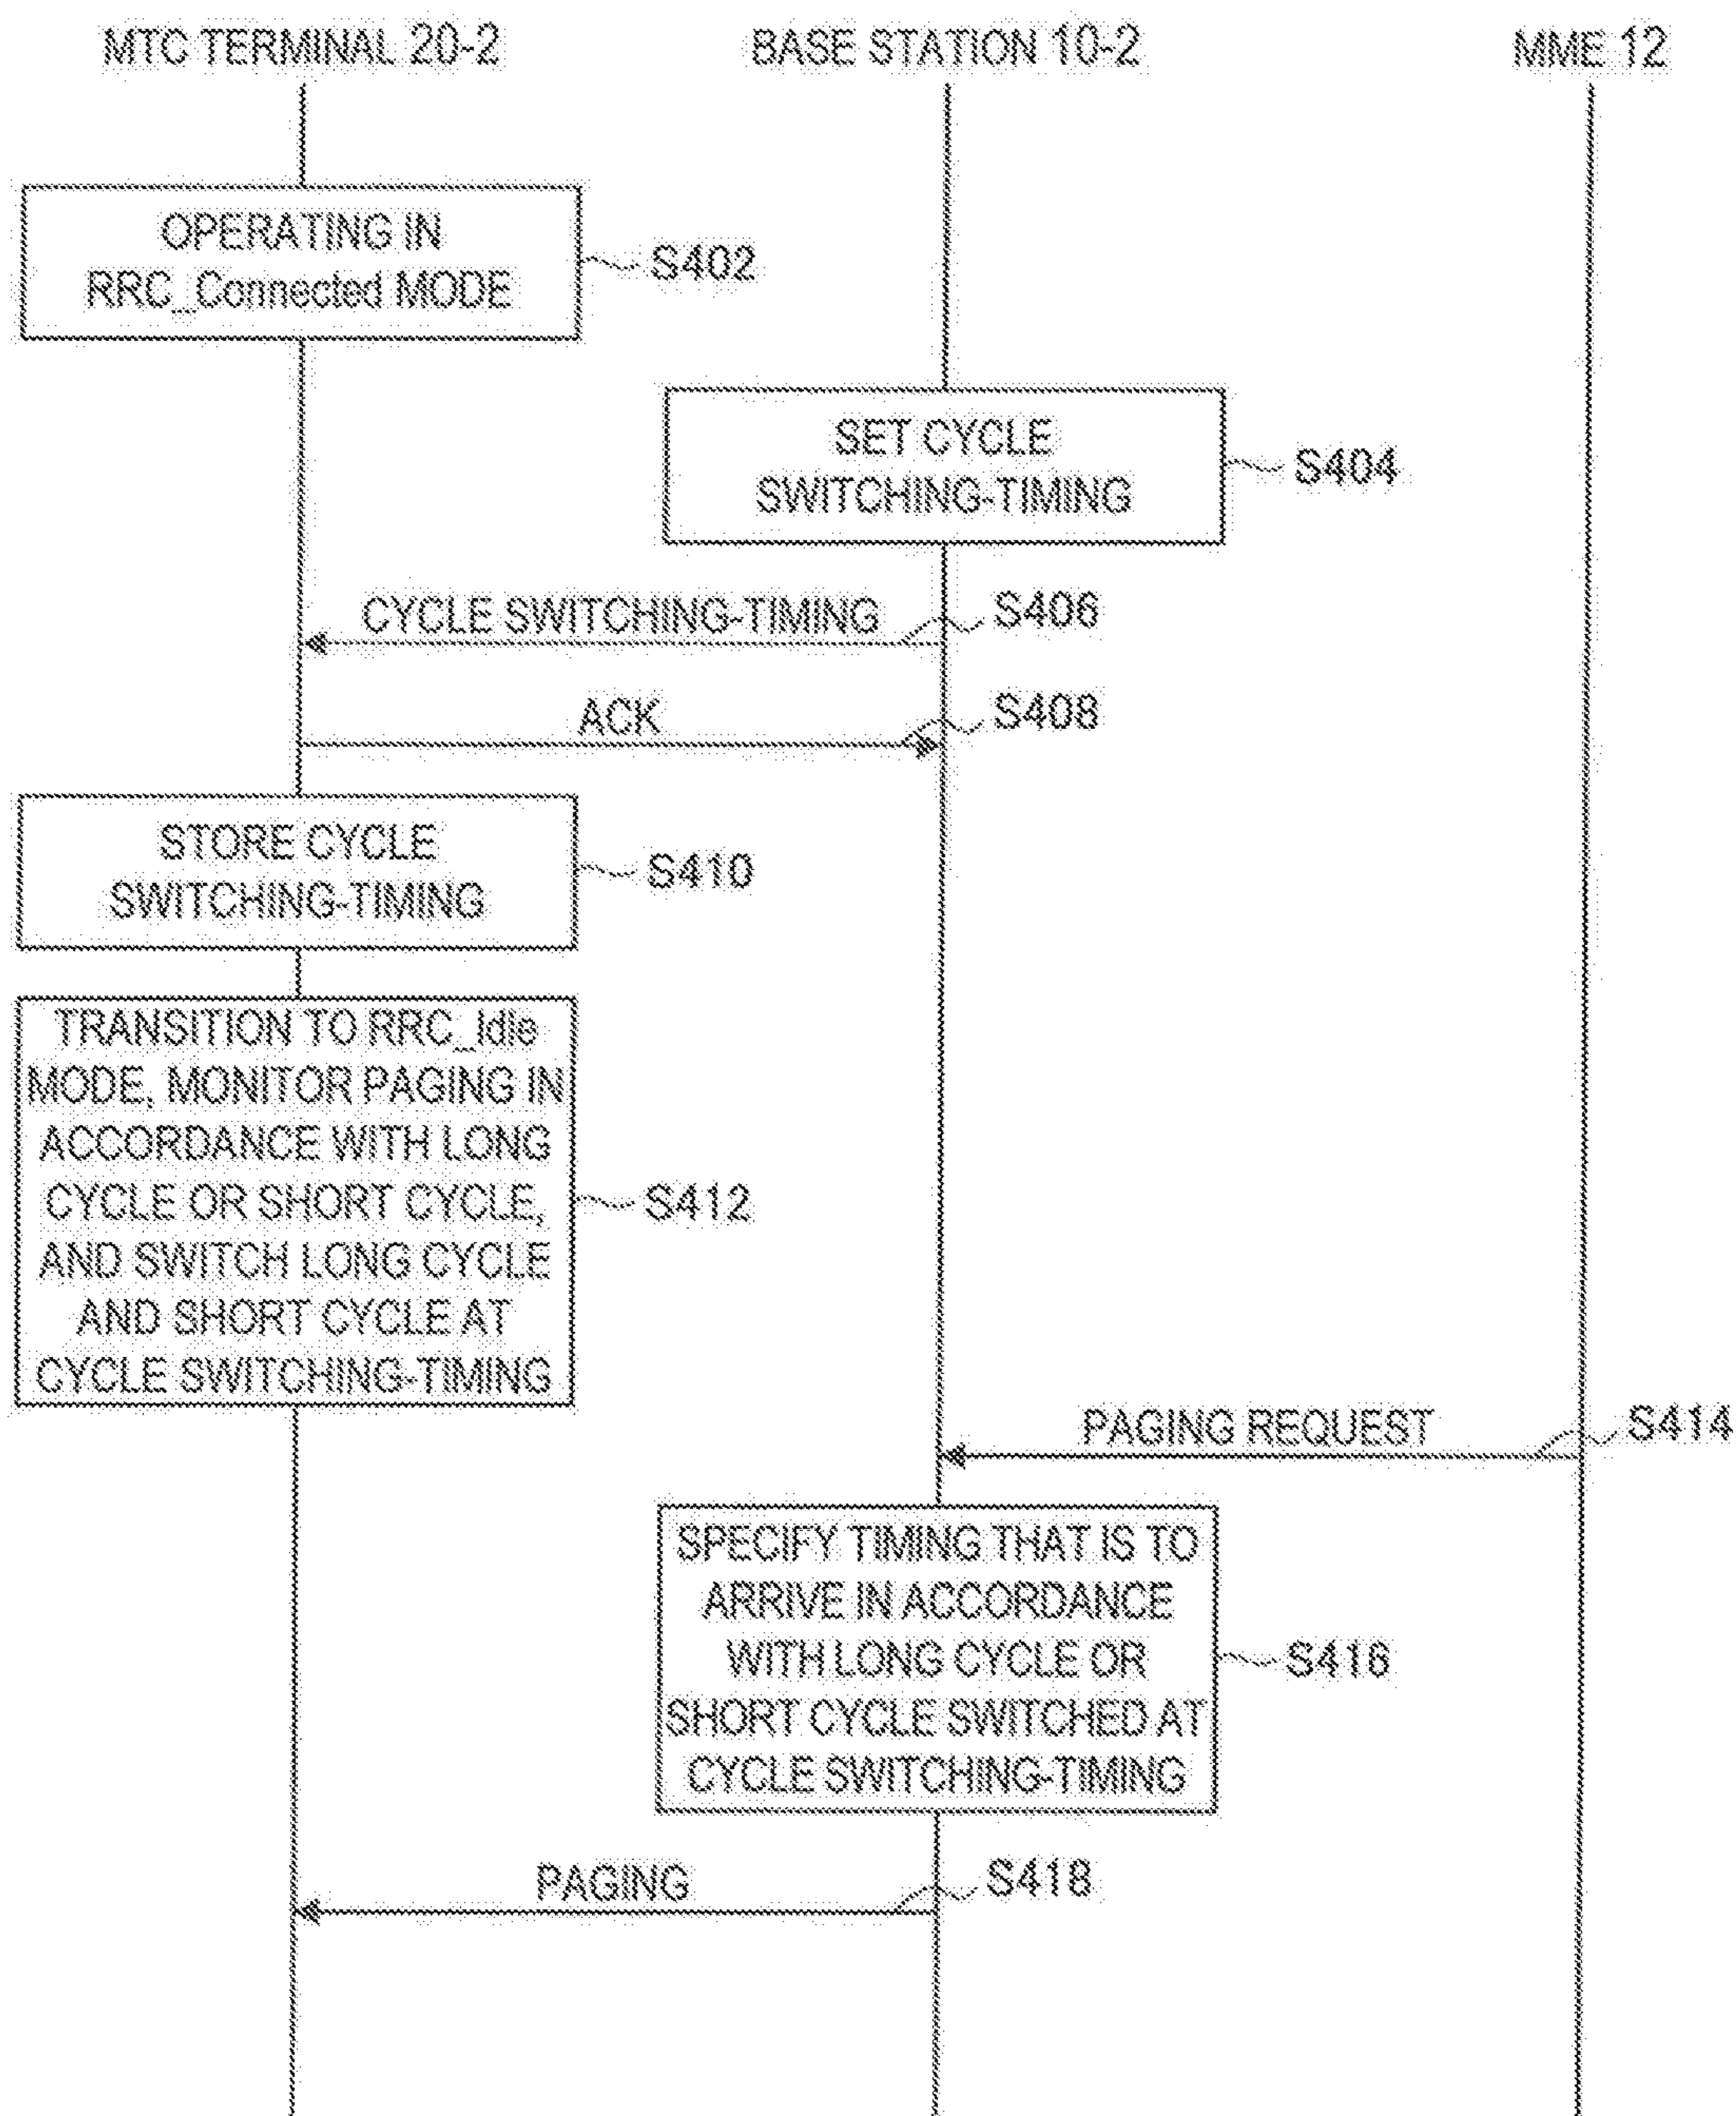 MTC TERMINAL 20-2
BASE STATION 10-2
MME 12
OPERATING IN
RRC_Connected MODE
S402
SET CYCLE
SWITCHING-TIMING
S404
CYCLE SWITCHING-TIMING
S406
ACK
S408
STORE CYCLE
SWITCHING-TIMING
S410
TRANSITION TO RRC_Idle
MODE, MONITOR PAGING IN
ACCORDANCE WITH LONG
CYCLE OR SHORT CYCLE,
AND SWITCH LONG CYCLE
AND SHORT CYCLE AT
CYCLE SWITCHING-TIMING
S412
PAGING REQUEST
S414
SPECIFY TIMING THAT IS TO
ARRIVE IN ACCORDANCE
WITH LONG CYCLE OR
SHORT CYCLE SWITCHED AT
CYCLE SWITCHING-TIMING
S416
PAGING
S418